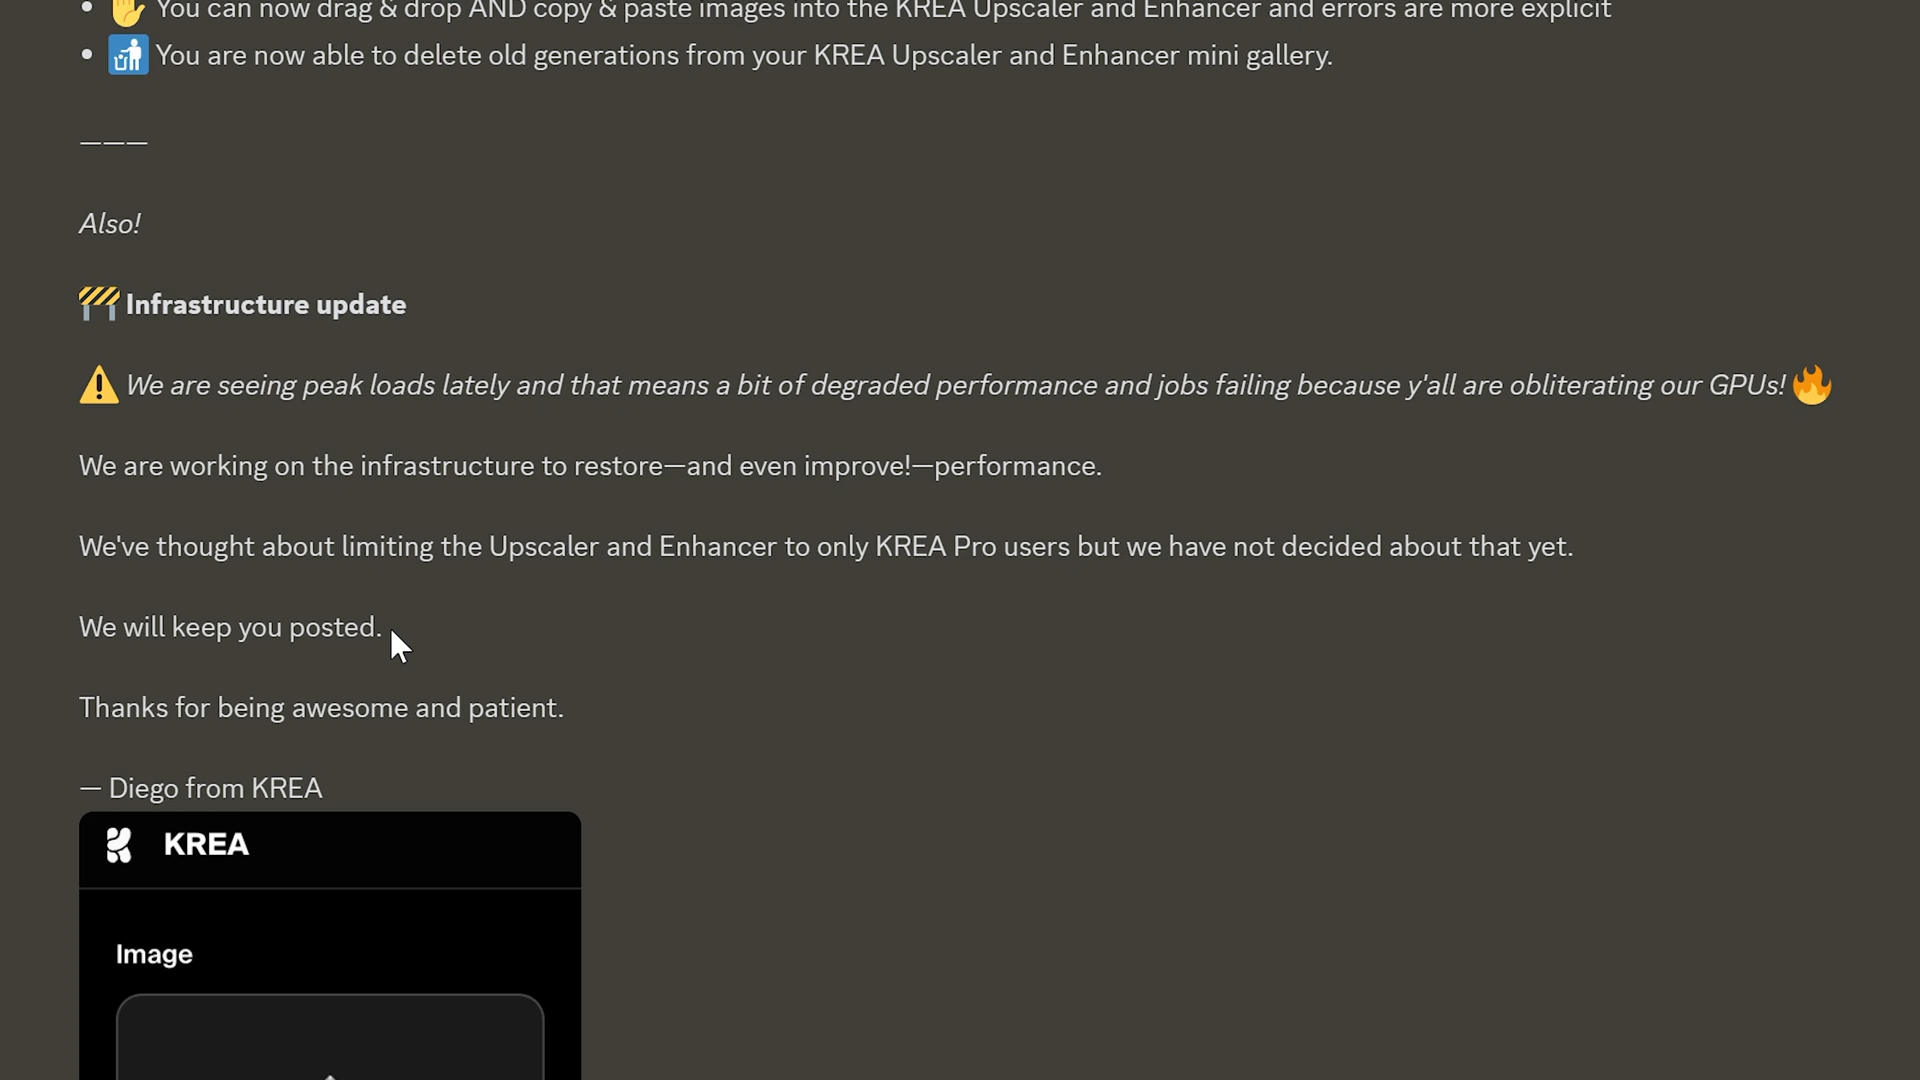 • ✋ You can now drag & drop AND copy & paste images into the KREA Upscaler and Enhancer and errors are more explicit
• 🚮 You are now able to delete old generations from your KREA Upscaler and Enhancer mini gallery.
———
Also!
🚧 Infrastructure update
⚠️ We are seeing peak loads lately and that means a bit of degraded performance and jobs failing because y'all are obliterating our GPUs! 🔥
We are working on the infrastructure to restore—and even improve!—performance.
We've thought about limiting the Upscaler and Enhancer to only KREA Pro users but we have not decided about that yet.
We will keep you posted.
Thanks for being awesome and patient.
— Diego from KREA
KREA
Image